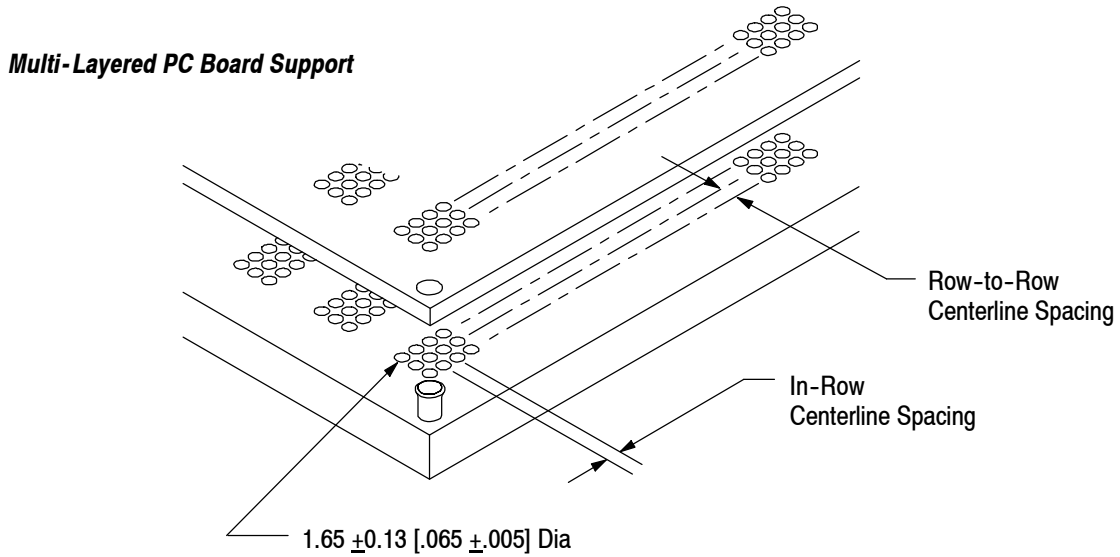 Multi-Layered PC Board Support
Row-to-Row
Centerline Spacing
In-Row
Centerline Spacing
1.65 ±0.13 [.065 ±.005] Dia